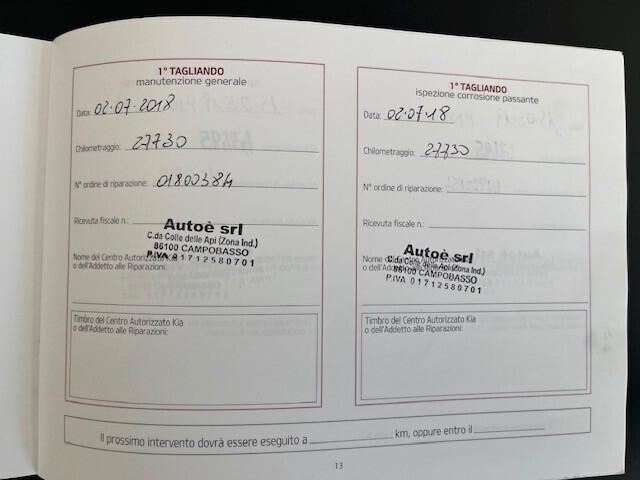 1° TAGLIANDO
manutenzione generale
Data: 02-07-2018
Chilometraggio: 27730
N° ordine di riparazione: 01800384
Ricevuta fiscale n.:
Autoè srl
C.da Colle delle Api (Zona Ind.)
86100 CAMPOBASSO
P.IVA 01712580701
Nome del Centro Autorizzato Kia
o dell'Addetto alle Riparazioni:
Timbro del Centro Autorizzato Kia
o dell'Addetto alle Riparazioni:
1° TAGLIANDO
ispezione corrosione passante
Data: 02-07-18
Chilometraggio: 27730
N° ordine di riparazione:
Ricevuta fiscale n.:
Autoè srl
C.da Colle delle Api (Zona Ind.)
86100 CAMPOBASSO
P.IVA 01712580701
Nome del
o dell'Addetto
Timbro del Centro Autorizzato Kia
o dell'Addetto alle Riparazioni:
Il prossimo intervento dovrà essere eseguito a km, oppure entro il
13